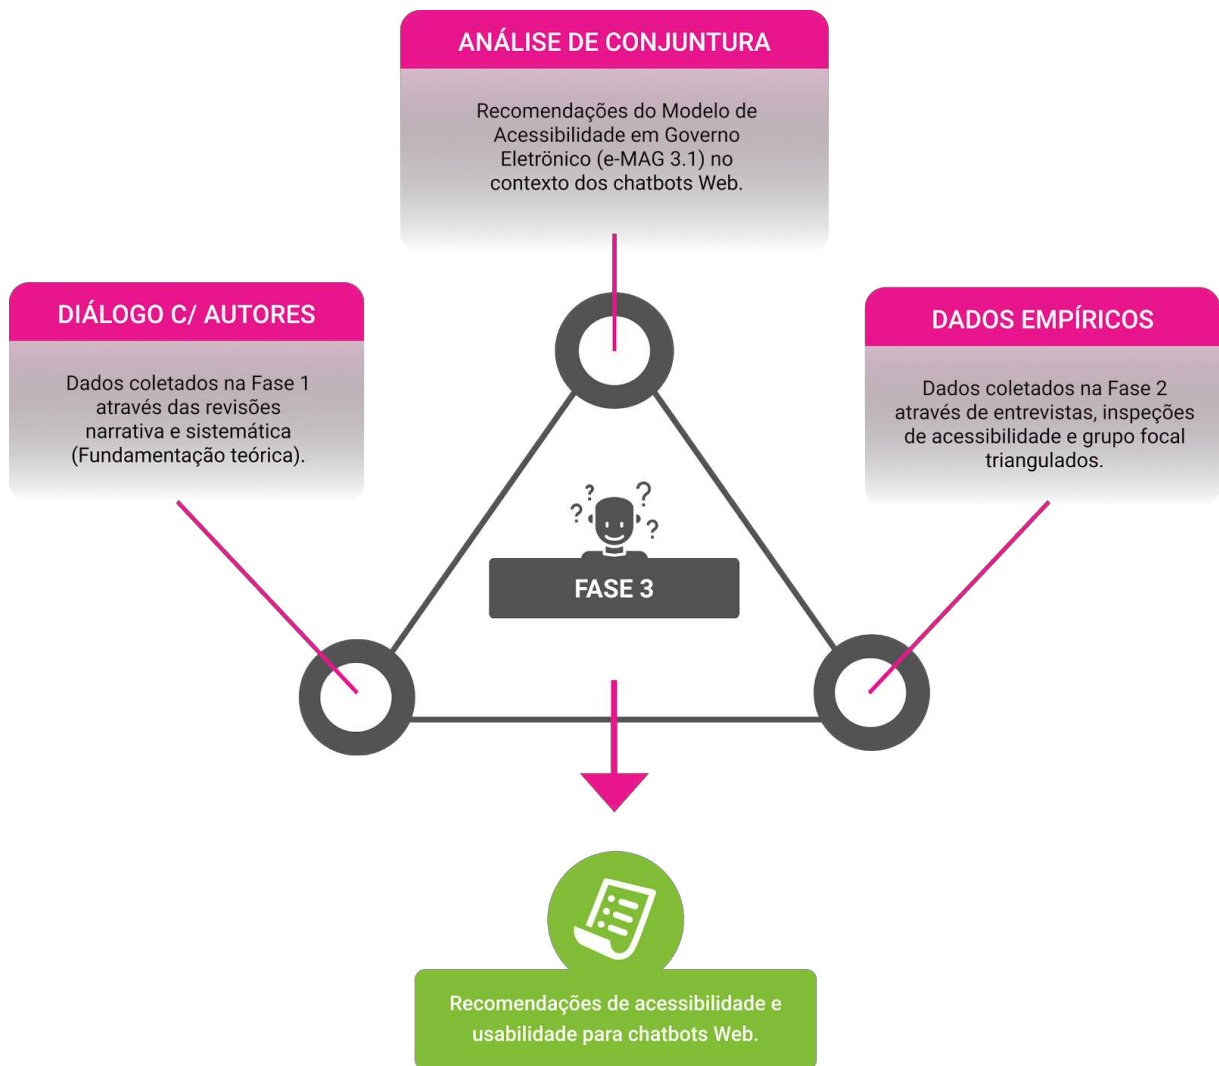 ANÁLISE DE CONJUNTURA
Recomendações do Modelo de
Acessibilidade em Governo
Eletrönico (e-MAG 3.1) no
contexto dos chatbots Web.
DIÁLOGO C/ AUTORES
Dados coletados na Fase 1
através das revisões
narrativa e sistemática
(Fundamentação teórica).
DADOS EMPÍRICOS
Dados coletados na Fase 2
através de entrevistas, inspeções
de acessibilidade e grupo focal
triangulados.
? ? ? ?
FASE 3
Recomendações de acessibilidade e
usabilidade para chatbots Web.